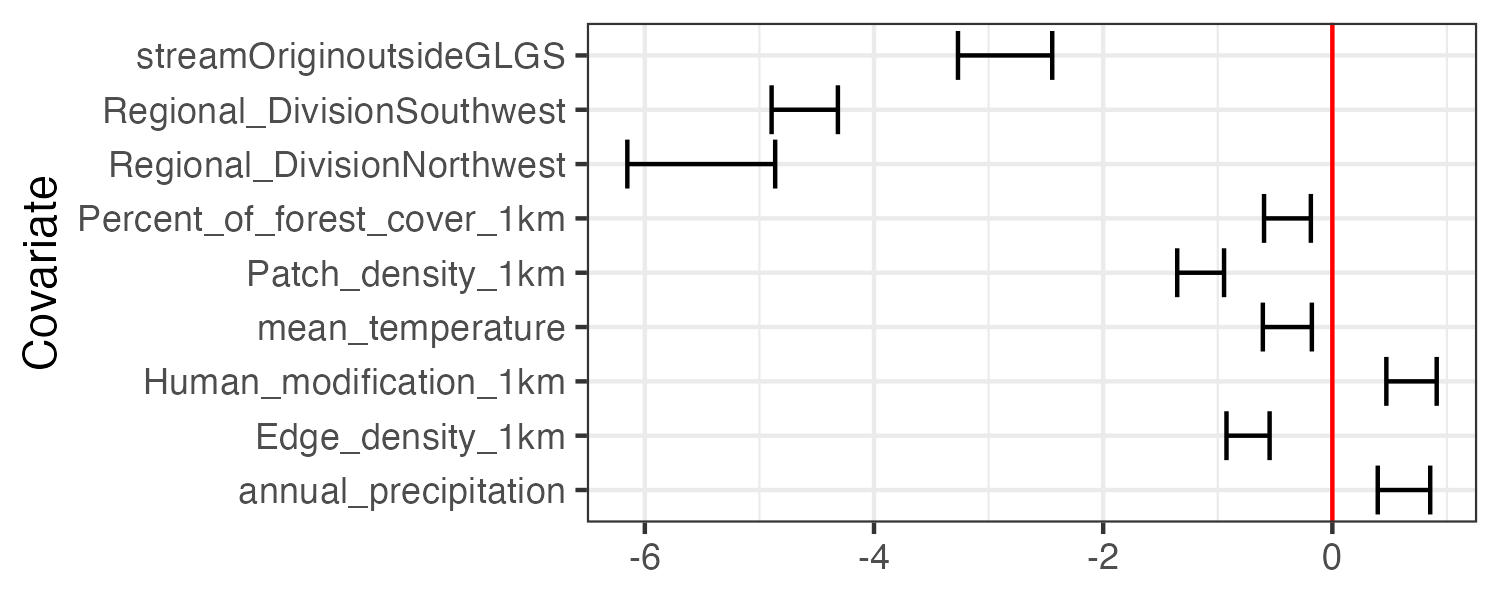 streamOriginoutsideGLGS
Regional_DivisionSouthwest
Regional_DivisionNorthwest
Percent_of_forest_cover_1km
Patch_density_1km
mean_temperature
Human_modification_1km
Edge_density_1km
annual_precipitation
Covariate
-6 -4 -2 0